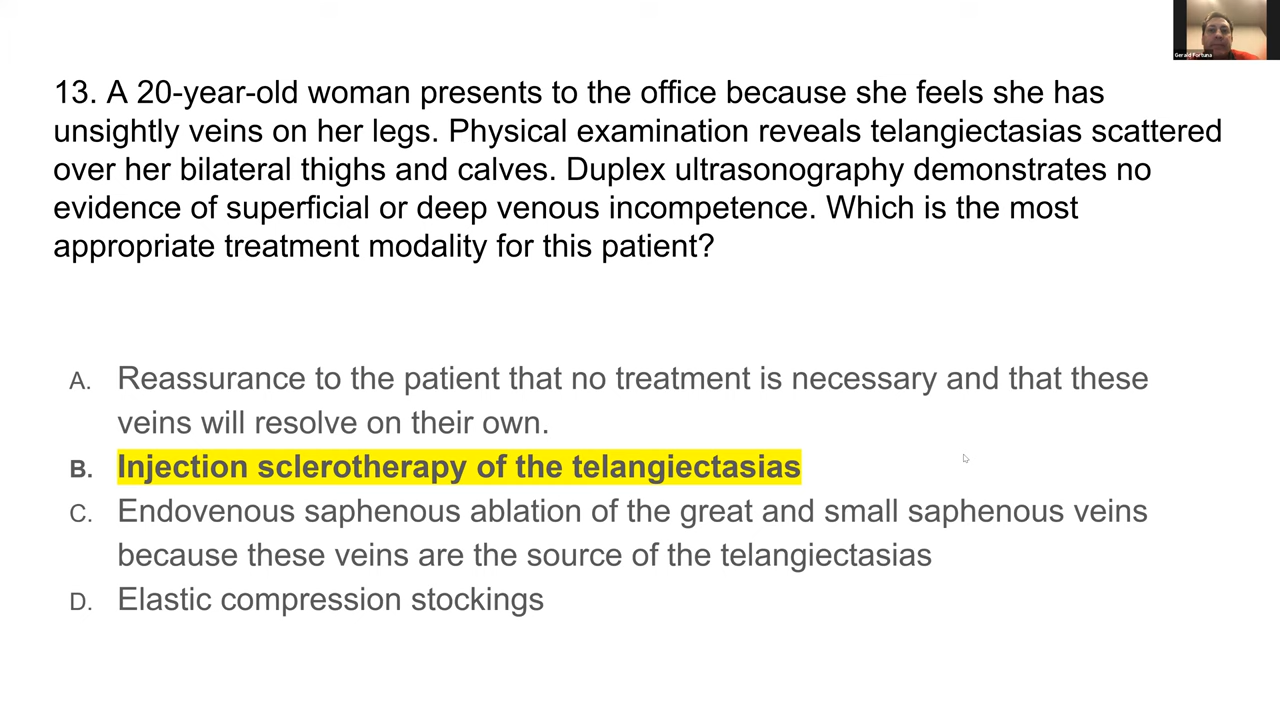 Gerald Fortuna
13. A 20-year-old woman presents to the office because she feels she has
unsightly veins on her legs. Physical examination reveals telangiectasias scattered
over her bilateral thighs and calves. Duplex ultrasonography demonstrates no
evidence of superficial or deep venous incompetence. Which is the most
appropriate treatment modality for this patient?
A. Reassurance to the patient that no treatment is necessary and that these
veins will resolve on their own.
B. Injection sclerotherapy of the telangiectasias
C. Endovenous saphenous ablation of the great and small saphenous veins
because these veins are the source of the telangiectasias
D. Elastic compression stockings